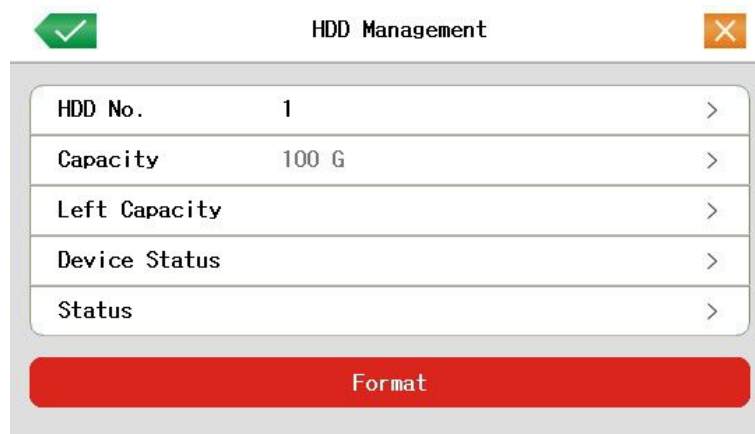 HDD Management
HDD No. 1
Capacity 100 G
Left Capacity
Device Status
Status
Format